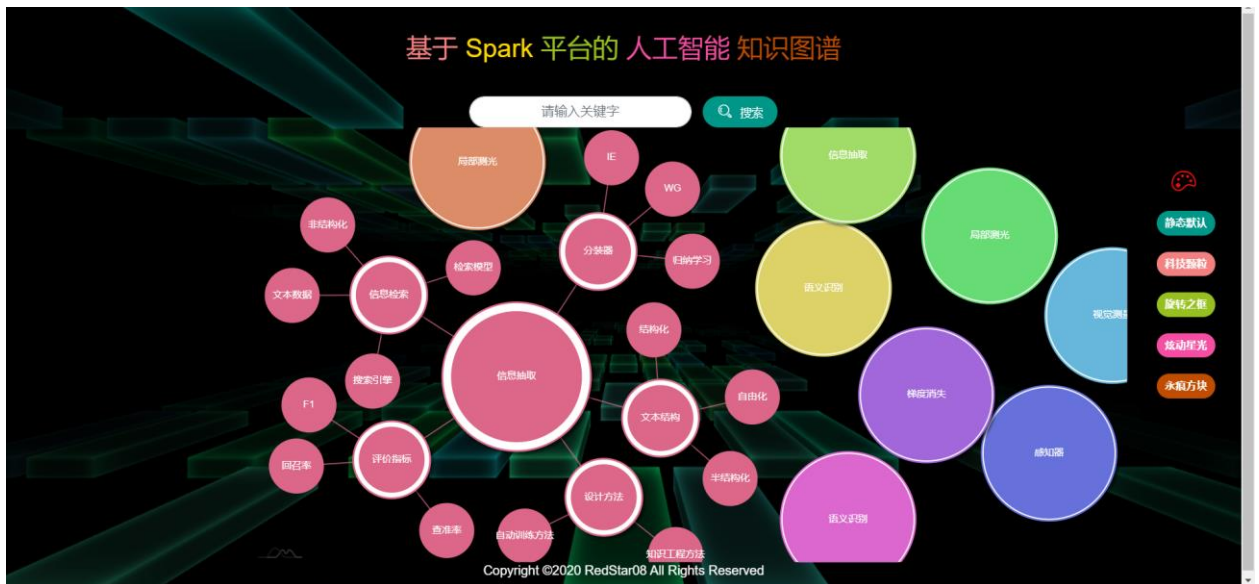 基于 Spark 平台的 人工智能 知识图谱
请输入关键字
搜索
局部测光
IE
WG
归纳学习
分装器
非结构化
检索模型
文本数据
信息检索
搜索引擎
信息抽取
结构化
自由化
文本结构
半结构化
F1
回召率
评价指标
查准率
设计方法
自动训练方法
知识工程方法
信息抽取
局部测光
语义识别
视觉测
梯度消失
感知器
语义识别
静态默认
科技颗粒
旋转之框
炫动星光
永痕方块
Copyright ©2020 RedStar08 All Rights Reserved